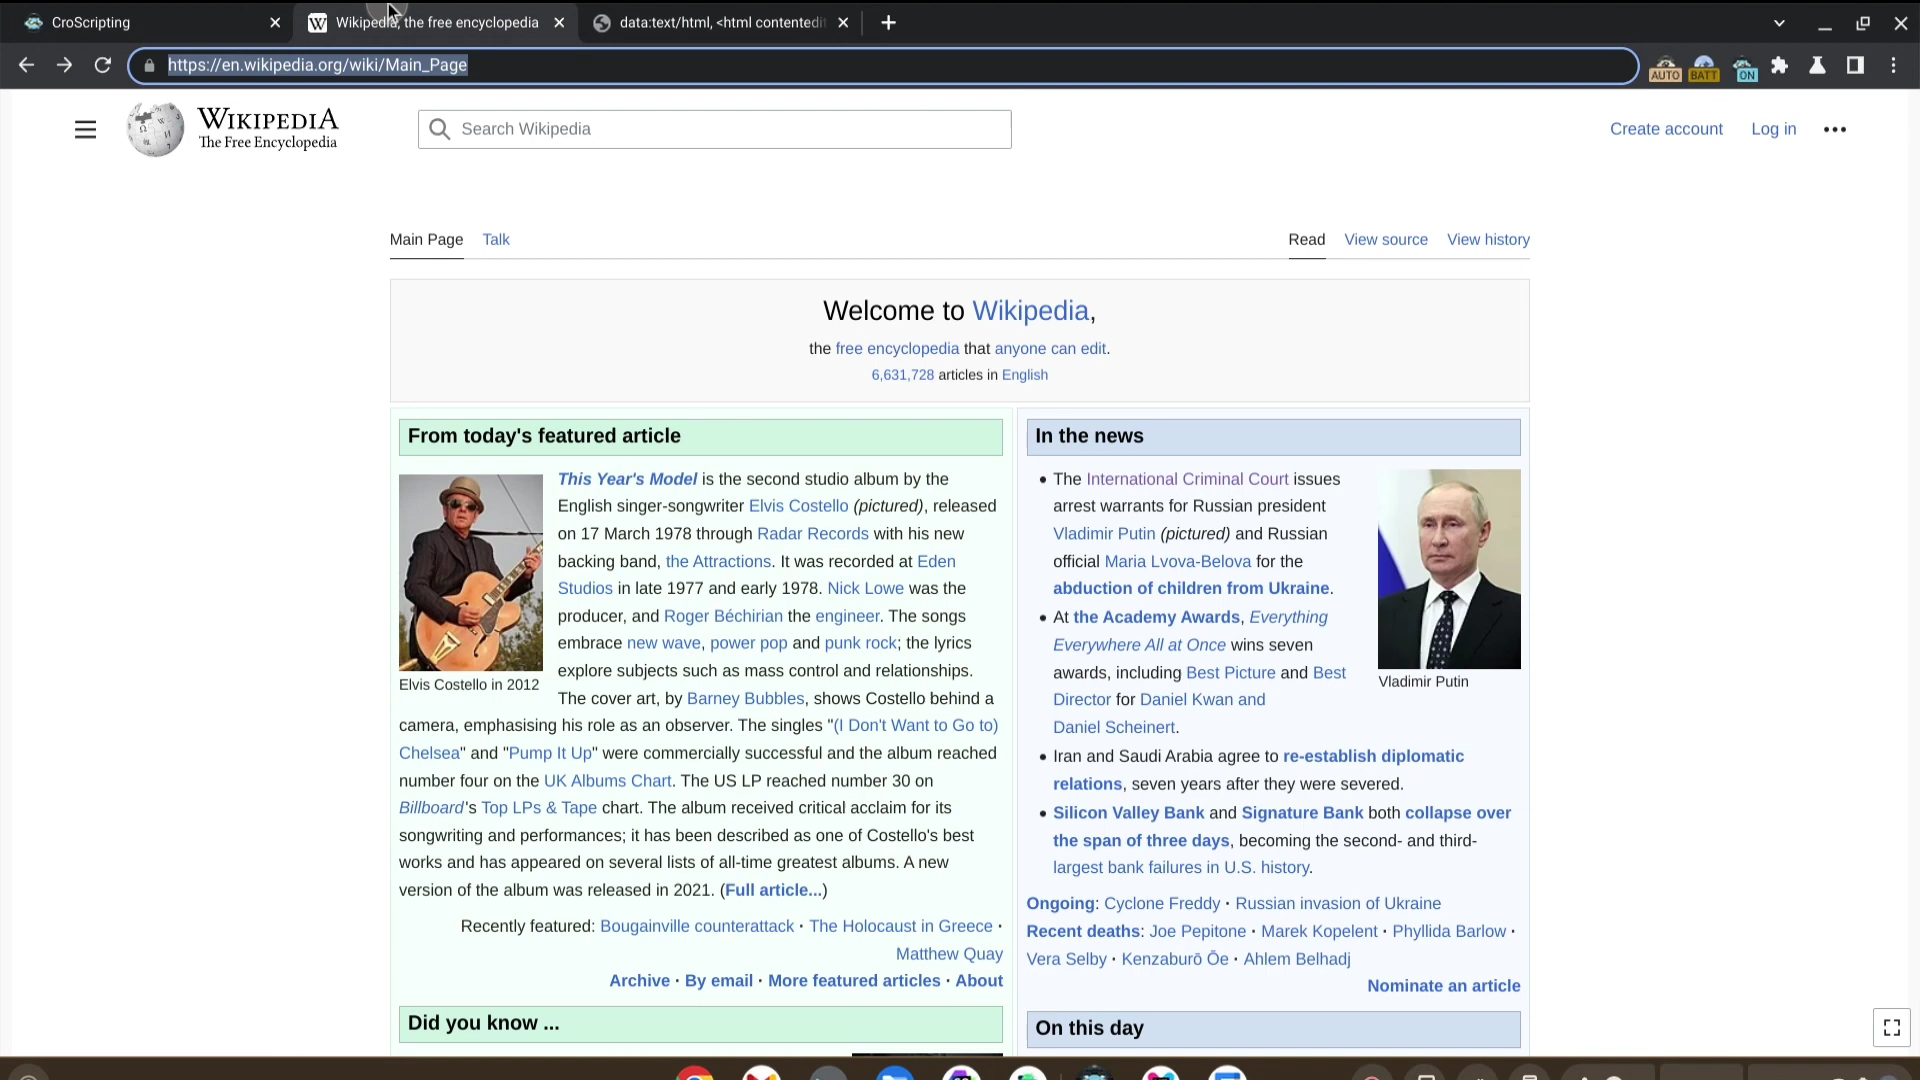 CroScripting
Wikipedia, the free encyclopedia
data:text/html, <html contentedit
https://en.wikipedia.org/wiki/Main_Page
AUTO
BATT
ON
WIKIPEDIA
The Free Encyclopedia
Search Wikipedia
Create account
Log in
Main Page
Talk
Read
View source
View history
Welcome to Wikipedia,
the free encyclopedia that anyone can edit.
6,631,728 articles in English
From today's featured article
This Year's Model is the second studio album by the
English singer-songwriter Elvis Costello (pictured), released
on 17 March 1978 through Radar Records with his new
backing band, the Attractions. It was recorded at Eden
Studios in late 1977 and early 1978. Nick Lowe was the
producer, and Roger Béchirian the engineer. The songs
embrace new wave, power pop and punk rock; the lyrics
explore subjects such as mass control and relationships.
Elvis Costello in 2012
The cover art, by Barney Bubbles, shows Costello behind a
camera, emphasising his role as an observer. The singles "(I Don't Want to Go to)
Chelsea" and "Pump It Up" were commercially successful and the album reached
number four on the UK Albums Chart. The US LP reached number 30 on
Billboard's Top LPs & Tape chart. The album received critical acclaim for its
songwriting and performances; it has been described as one of Costello's best
works and has appeared on several lists of all-time greatest albums. A new
version of the album was released in 2021. (Full article...)
Recently featured: Bougainville counterattack · The Holocaust in Greece ·
Matthew Quay
Archive · By email · More featured articles · About
Did you know ...
In the news
• The International Criminal Court issues
arrest warrants for Russian president
Vladimir Putin (pictured) and Russian
official Maria Lvova-Belova for the
abduction of children from Ukraine.
• At the Academy Awards, Everything
Everywhere All at Once wins seven
awards, including Best Picture and Best
Director for Daniel Kwan and
Daniel Scheinert.
Vladimir Putin
• Iran and Saudi Arabia agree to re-establish diplomatic
relations, seven years after they were severed.
• Silicon Valley Bank and Signature Bank both collapse over
the span of three days, becoming the second- and third-
largest bank failures in U.S. history.
Ongoing: Cyclone Freddy · Russian invasion of Ukraine
Recent deaths: Joe Pepitone · Marek Kopelent · Phyllida Barlow ·
Vera Selby · Kenzaburō Ōe · Ahlem Belhadj
Nominate an article
On this day